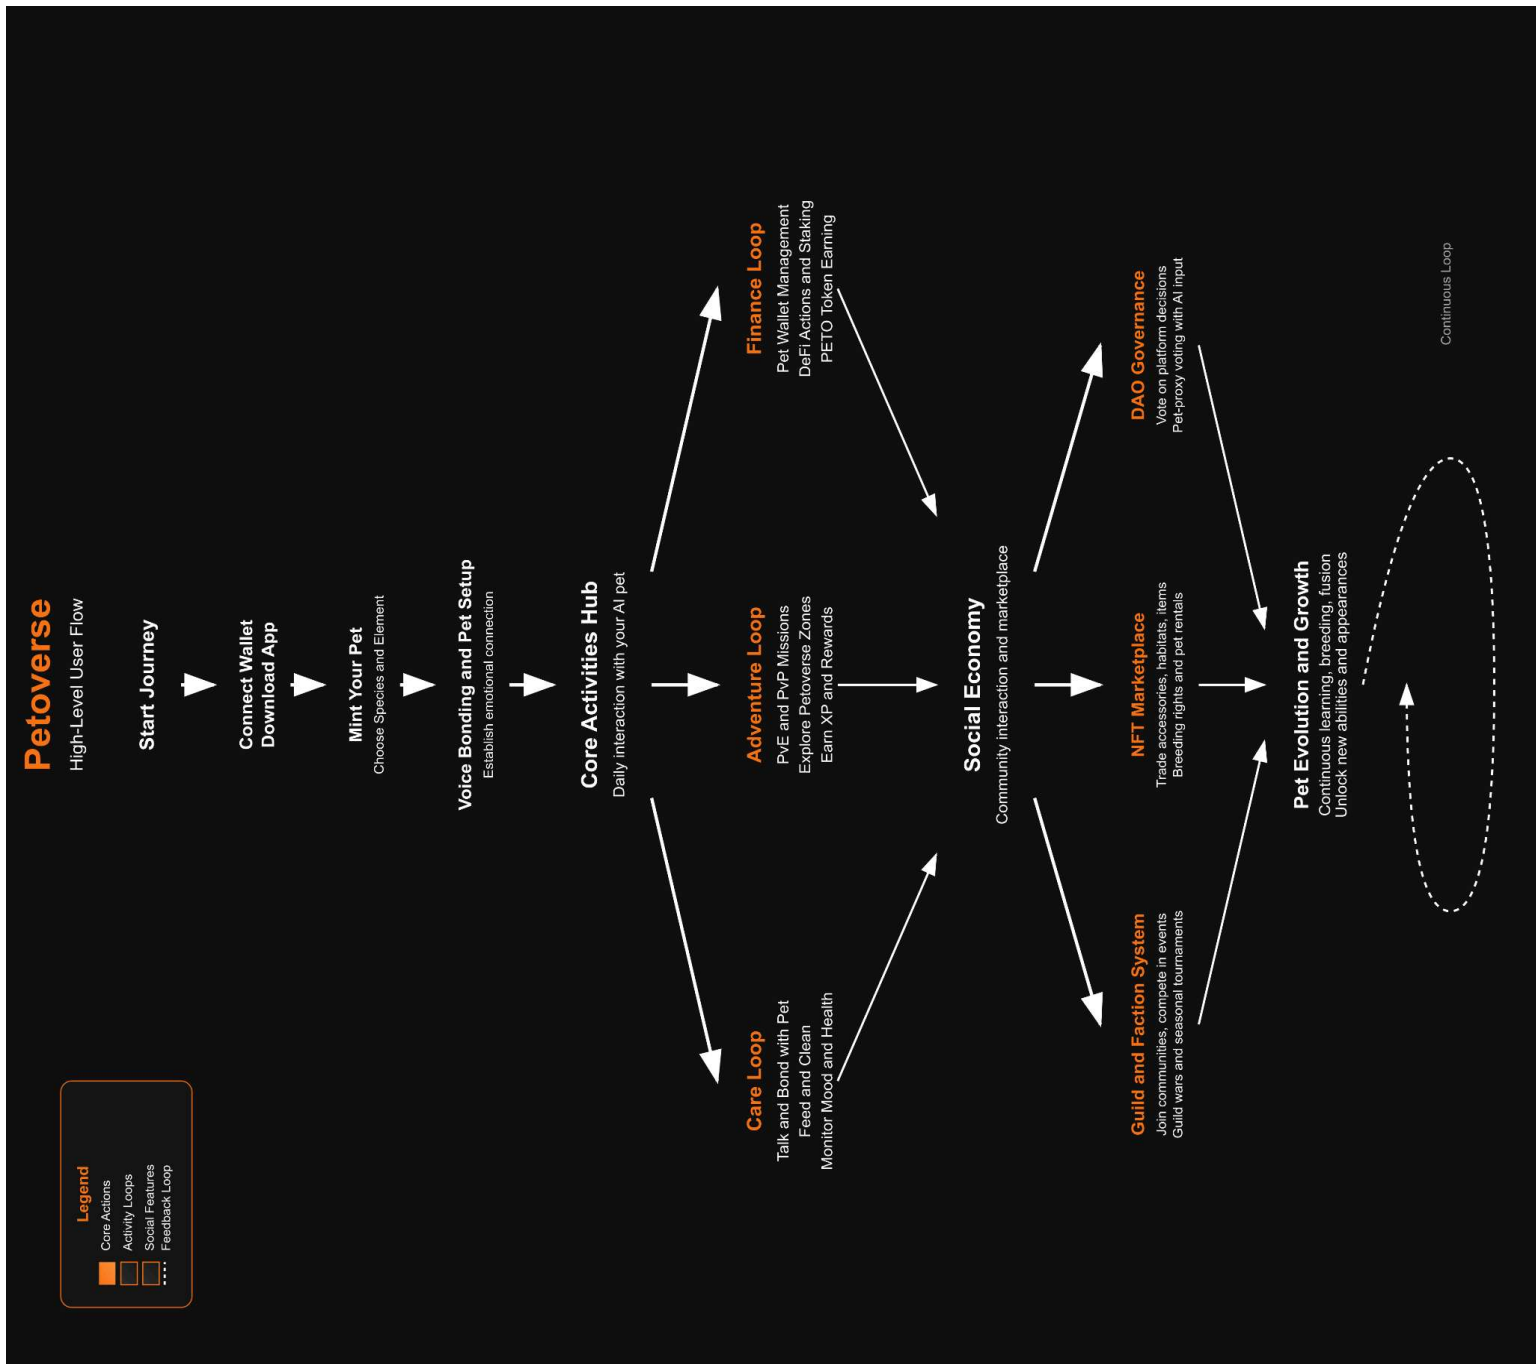 Petoverse
High-Level User Flow
Legend
Core Actions
Activity Loops
Social Features
Feedback Loop
Start Journey
Connect Wallet
Download App
Mint Your Pet
Choose Species and Element
Voice Bonding and Pet Setup
Establish emotional connection
Core Activities Hub
Daily interaction with your AI pet
Care Loop
Talk and Bond with Pet
Feed and Clean
Monitor Mood and Health
Adventure Loop
PvE and PvP Missions
Explore Petoverse Zones
Earn XP and Rewards
Finance Loop
Pet Wallet Management
DeFi Actions and Staking
PETO Token Earning
Social Economy
Community interaction and marketplace
Guild and Faction System
Join communities, compete in events
Guild wars and seasonal tournaments
NFT Marketplace
Trade accessories, habitats, items
Breeding rights and pet rentals
DAO Governance
Vote on platform decisions
Pet-proxy voting with AI input
Pet Evolution and Growth
Continuous learning, breeding, fusion
Unlock new abilities and appearances
Continuous Loop